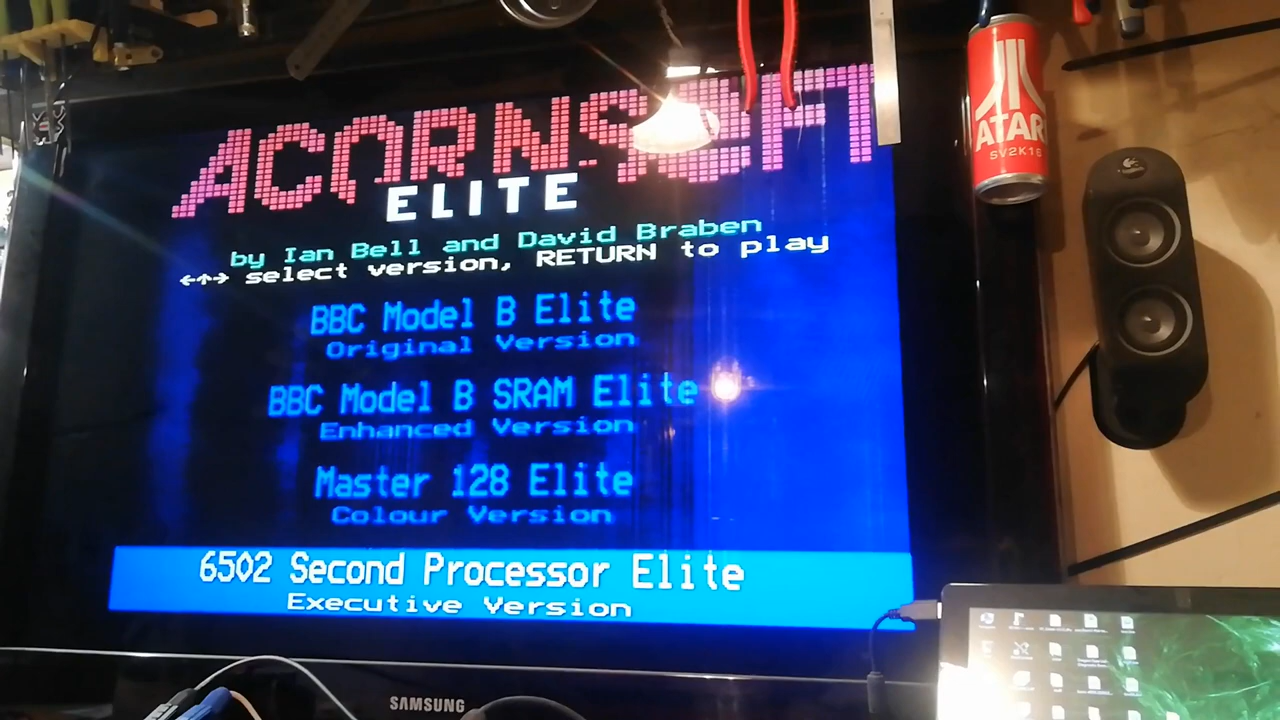 ACORNSOFT
ELITE
by Ian Bell and David Braben
←↑→ select version, RETURN to play
BBC Model B Elite
Original Version
BBC Model B SRAM Elite
Enhanced Version
Master 128 Elite
Colour Version
6502 Second Processor Elite
Executive Version
SAMSUNG
ATARI
SV2K16